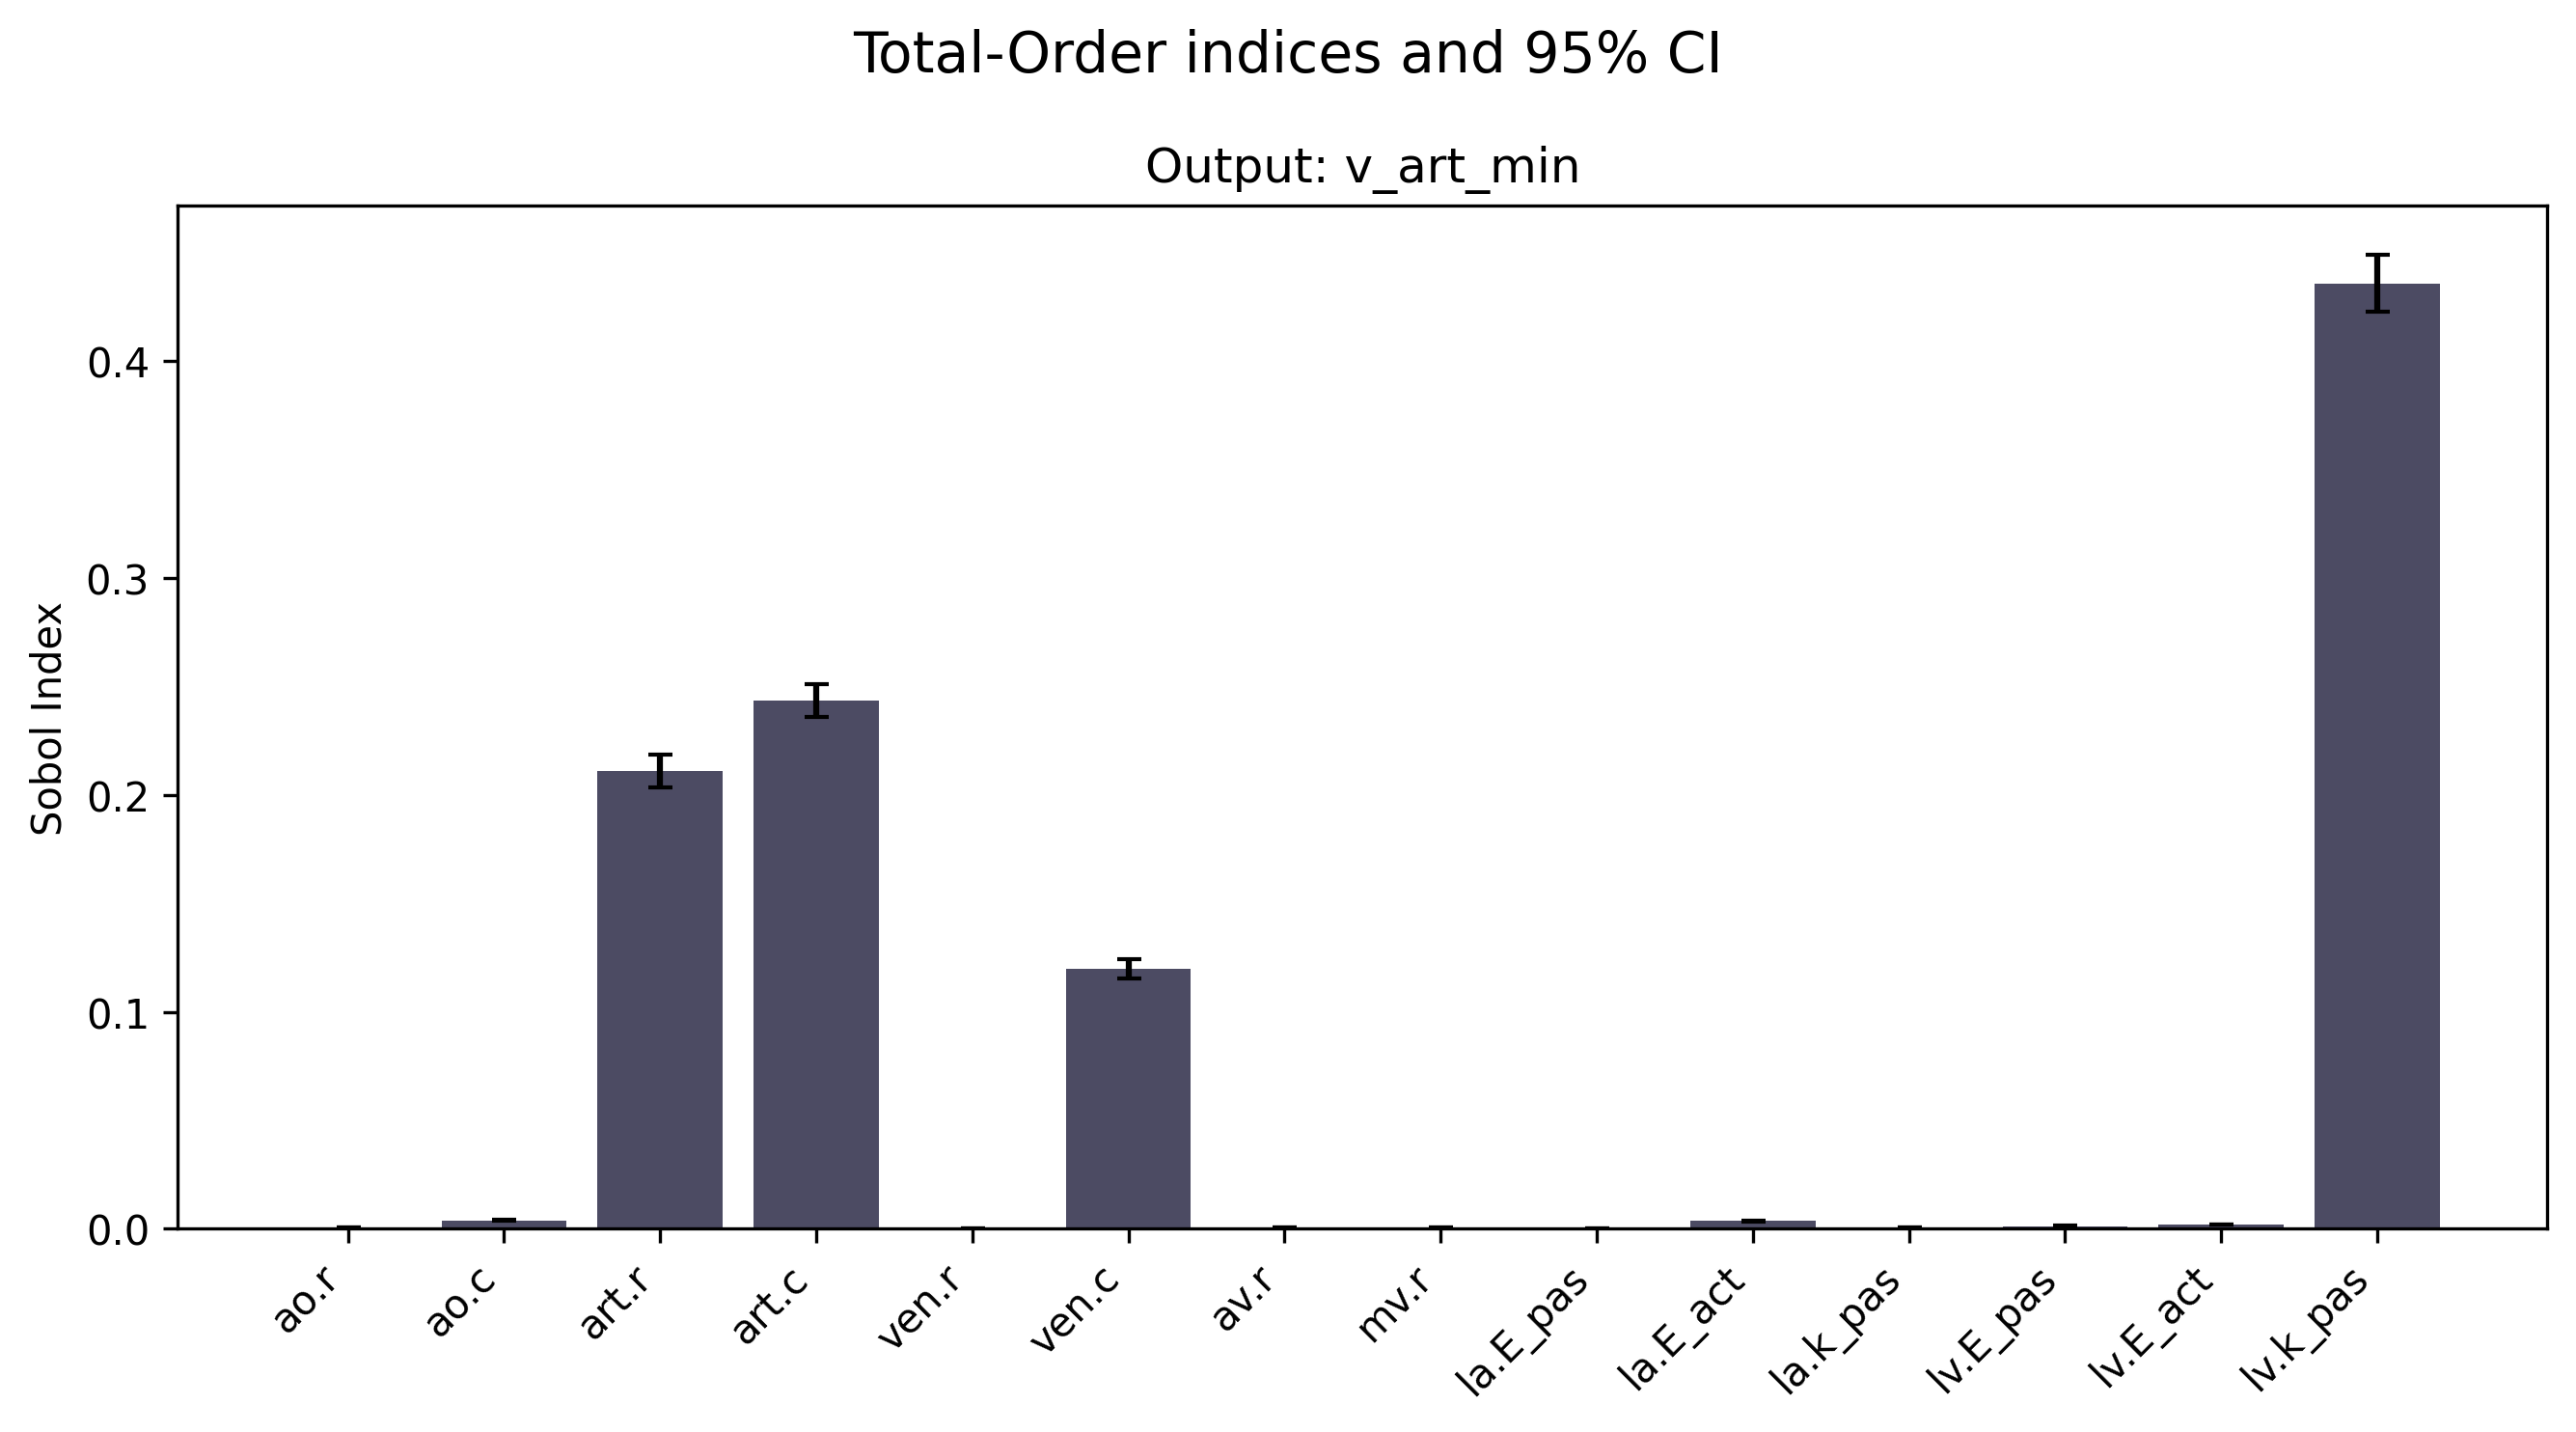 Total-Order indices and 95% CI
Output: v_art_min
Sobol Index
0.4
0.3
0.2
0.1
0.0
ao.r
ao.c
art.r
art.c
ven.r
ven.c
av.r
mv.r
la.E_pas
la.E_act
la.k_pas
lv.E_pas
lv.E_act
lv.k_pas